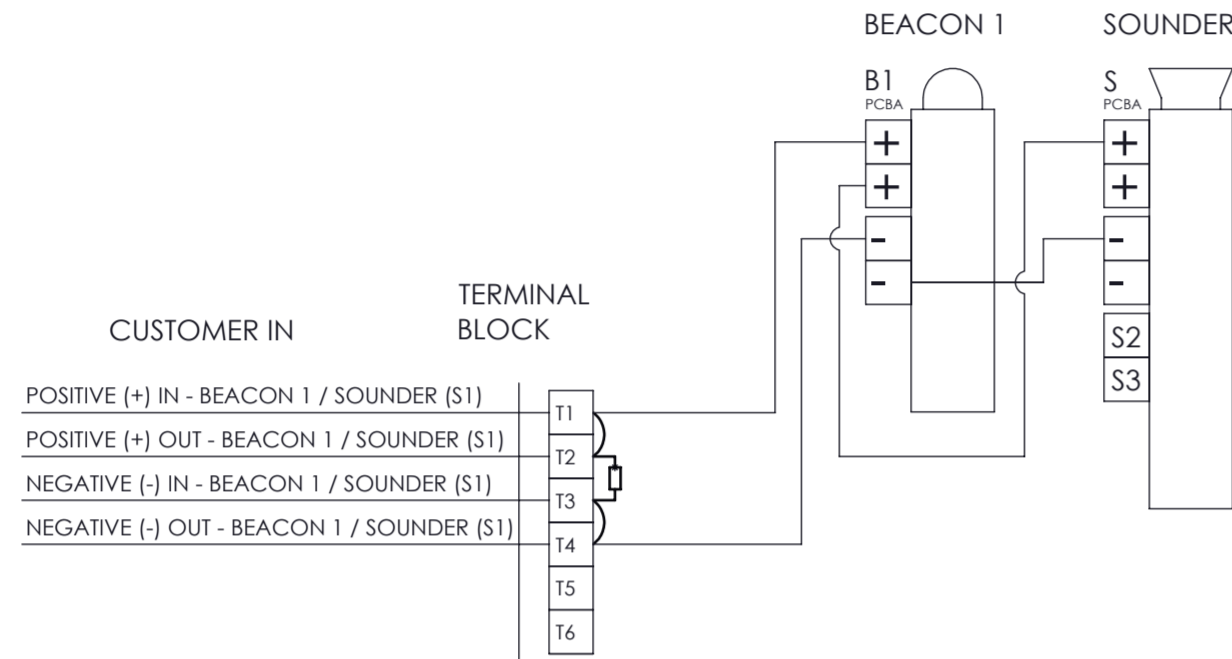 BEACON 1
SOUNDER
B1
PCBA
+
+
-
-
S
PCBA
+
+
-
-
S2
S3
TERMINAL
BLOCK
CUSTOMER IN
POSITIVE (+) IN - BEACON 1 / SOUNDER (S1)
POSITIVE (+) OUT - BEACON 1 / SOUNDER (S1)
NEGATIVE (-) IN - BEACON 1 / SOUNDER (S1)
NEGATIVE (-) OUT - BEACON 1 / SOUNDER (S1)
T1
T2
T3
T4
T5
T6